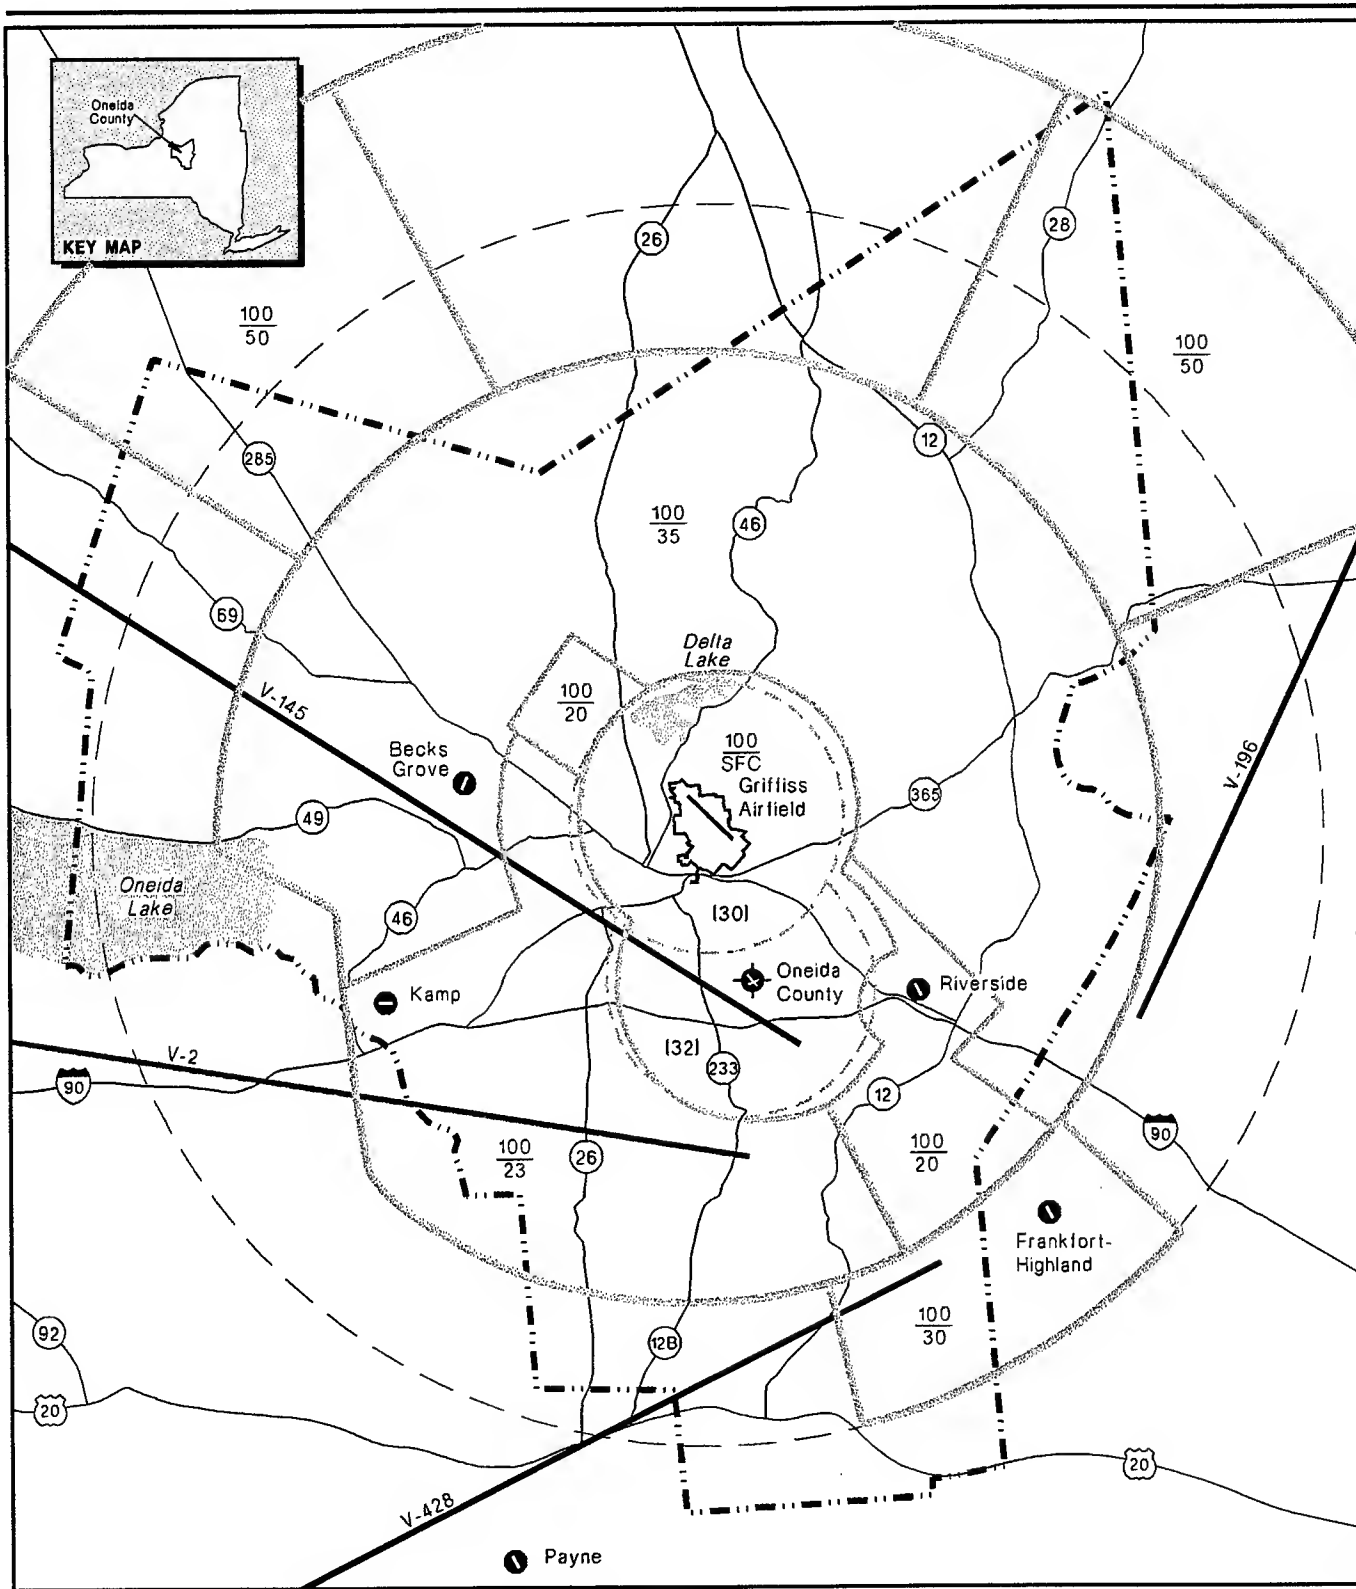 Oneida
County
KEY MAP
26
28
100
50
100
50
12
285
100
35
46
69
Delta
Lake
100
20
V-145
100
SFC
Becks
Grove
Griffiss
Airfield
V-196
365
49
Oneida
Lake
46
[30]
Oneida
County
Riverside
Kamp
[32]
V-2
233
90
12
90
100
23
26
100
20
Frankfort-
Highland
100
30
92
12B
20
20
V-428
Payne